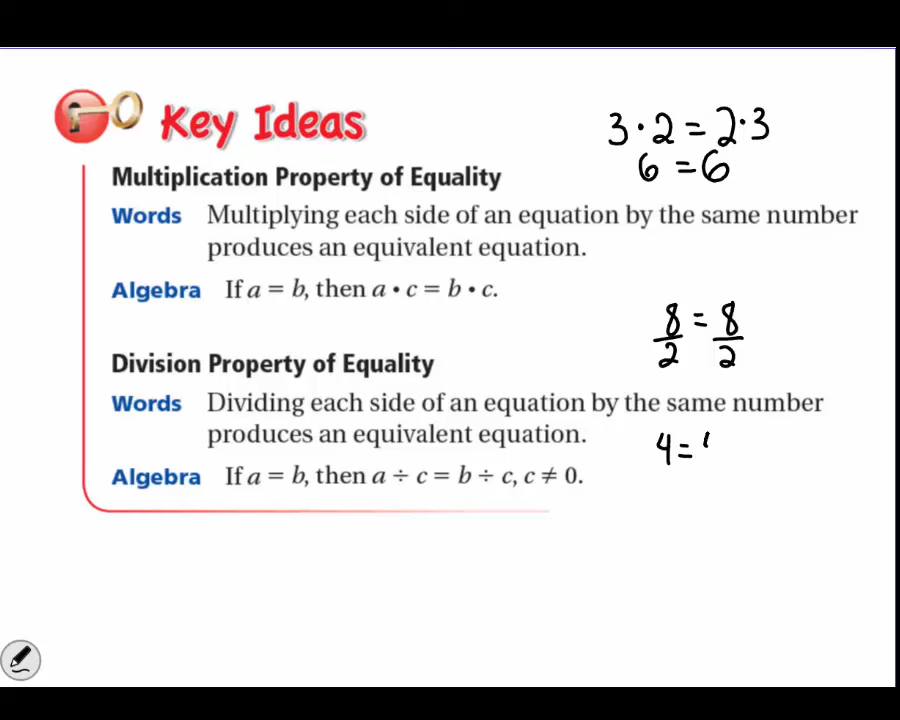 Key Ideas
3 · 2 = 2 · 3
6 = 6
Multiplication Property of Equality
Words Multiplying each side of an equation by the same number
produces an equivalent equation.
Algebra If a = b, then a • c = b • c.
8/2 = 8/2
Division Property of Equality
Words Dividing each side of an equation by the same number
produces an equivalent equation.
4 =
Algebra If a = b, then a ÷ c = b ÷ c, c ≠ 0.